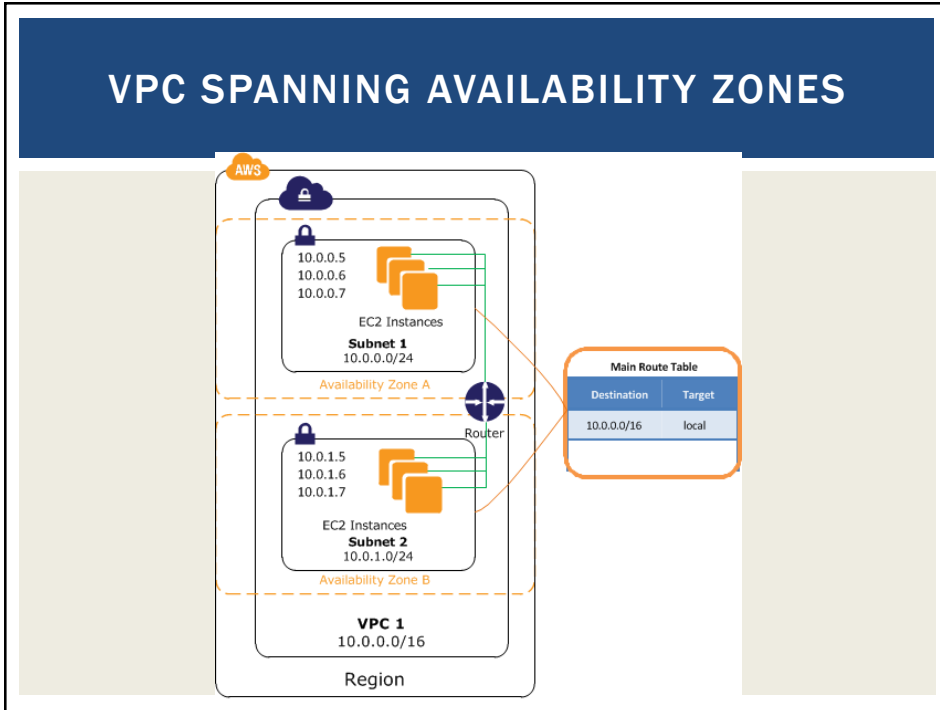 VPC SPANNING AVAILABILITY ZONES
AWS
10.0.0.5
10.0.0.6
10.0.0.7
EC2 Instances
Subnet 1
10.0.0.0/24
Availability Zone A
Router
10.0.1.5
10.0.1.6
10.0.1.7
EC2 Instances
Subnet 2
10.0.1.0/24
Availability Zone B
VPC 1
10.0.0.0/16
Region
Main Route Table
Destination Target
10.0.0.0/16 local